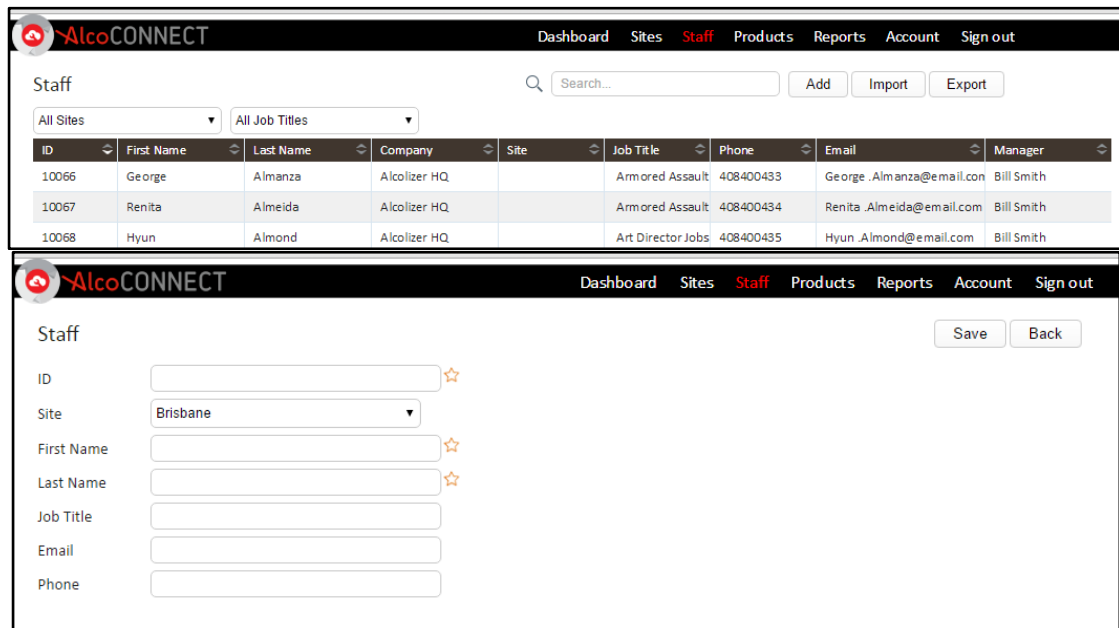 AlcoCONNECT Dashboard Sites Staff Products Reports Account Sign out
Staff Search... Add Import Export
All Sites All Job Titles
ID First Name Last Name Company Site Job Title Phone Email Manager
10066 George Almanza Alcolizer HQ Armored Assault 408400433 George .Almanza@email.com Bill Smith
10067 Renita Almeida Alcolizer HQ Armored Assault 408400434 Renita .Almeida@email.com Bill Smith
10068 Hyun Almond Alcolizer HQ Art Director Jobs 408400435 Hyun .Almond@email.com Bill Smith
AlcoCONNECT Dashboard Sites Staff Products Reports Account Sign out
Staff Save Back
ID
Site Brisbane
First Name
Last Name
Job Title
Email
Phone